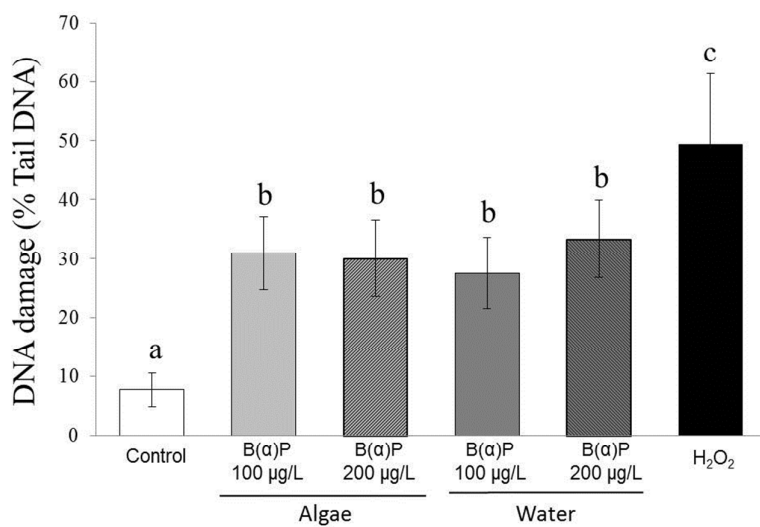 DNA damage (% Tail DNA)
70
60
50
40
30
20
10
0
a
b
b
b
b
c
Control
B(α)P
100 µg/L
B(α)P
200 µg/L
B(α)P
100 µg/L
B(α)P
200 µg/L
H₂O₂
Algae
Water